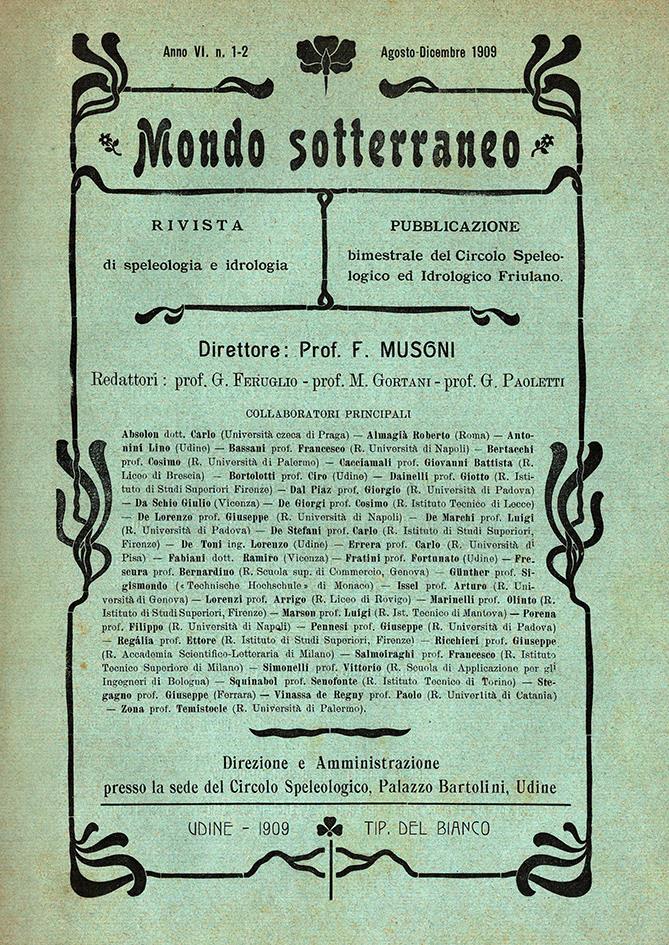 Anno VI. n. 1-2
Agosto-Dicembre 1909
Mondo sotterraneo
RIVISTA
di speleologia e idrologia
PUBBLICAZIONE
bimestrale del Circolo Speleo-
logico ed Idrologico Friulano.
Direttore: Prof. F. MUSONI
Redattori: prof. G. FERUGLIO - prof. M. GORTANI - prof. G. PAOLETTI
COLLABORATORI PRINCIPALI
Absolon dott. Carlo (Università czeca di Praga) — Almagià Roberto (Roma) — Anto-
nini Lino (Udine) — Bassani prof. Francesco (R. Università di Napoli) — Bertacchi
prof. Cosimo (R. Università di Palermo) — Cacciamali prof. Giovanni Battista (R.
Liceo di Brescia) — Bortolotti prof. Ciro (Udine) — Dainelli prof. Giotto (R. Isti-
tuto di Studi Superiori Firenze) — Dal Piaz prof. Giorgio (R. Università di Padova)
— Da Schio Giulio (Vicenza) — De Giorgi prof. Cosimo (R. Istituto Tecnico di Lecce)
— De Lorenzo prof. Giuseppe (R. Università di Napoli) — De Marchi prof. Luigi
(R. Università di Padova) — De Stefani prof. Carlo (R. Istituto di Studi Superiori,
Firenze) — De Toni ing. Lorenzo (Udine) — Errera prof. Carlo (R. Università di
Pisa) — Fabiani dott. Ramiro (Vicenza) — Fratini prof. Fortunato (Udine) — Fre-
scura prof. Bernardino (R. Scuola sup. di Commercio, Genova) — Günther prof. Si-
gismondo («Technische Hochschule» di Monaco) — Issel prof. Arturo (R. Uni-
versità di Genova) — Lorenzi prof. Arrigo (R. Liceo di Rovigo) — Marinelli prof. Olinto (R.
Istituto di Studi Superiori, Firenze) — Marson prof. Luigi (R. Ist. Tecnico di Mantova) — Porena
prof. Filippo (R. Università di Napoli) — Pennesi prof. Giuseppe (R. Università di Padova)
— Regália prof. Ettore (R. Istituto di Studi Superiori, Firenze) — Ricchieri prof. Giuseppe
(R. Accademia Scientifico-Letteraria di Milano) — Salmoiraghi prof. Francesco (R. Istituto
Tecnico Superiore di Milano) — Simonelli prof. Vittorio (R. Scuola di Applicazione per gli
Ingegneri di Bologna) — Squinabol prof. Senofonte (R. Istituto Tecnico di Torino) — Ste-
gagno prof. Giuseppe (Ferrara) — Vinassa de Regny prof. Paolo (R. Univerlità di Catania)
— Zona prof. Temistocle (R. Università di Palermo).
Direzione e Amministrazione
presso la sede del Circolo Speleologico, Palazzo Bartolini, Udine
UDINE - 1909 TIP. DEL BIANCO